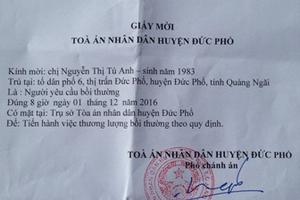 GIẤY MỜI
TOÀ ÁN NHÂN DÂN HUYỆN ĐỨC PHỔ
Kính mời: chị Nguyễn Thị Tú Anh – sinh năm 1983
Trú tại: tổ dân phố 6, thị trấn Đức Phổ, huyện Đức Phổ, tỉnh Quảng Ngãi
Là : Người yêu cầu bồi thường
Đúng 8 giờ ngày 01 tháng 12 năm 2016
Có mặt tại: Trụ sở Tòa án nhân dân huyện Đức Phổ
Để: Tiến hành việc thương lượng bồi thường theo quy định.
TOÀ ÁN NHÂN DÂN HUYỆN ĐỨC PHỔ
Phó chánh án